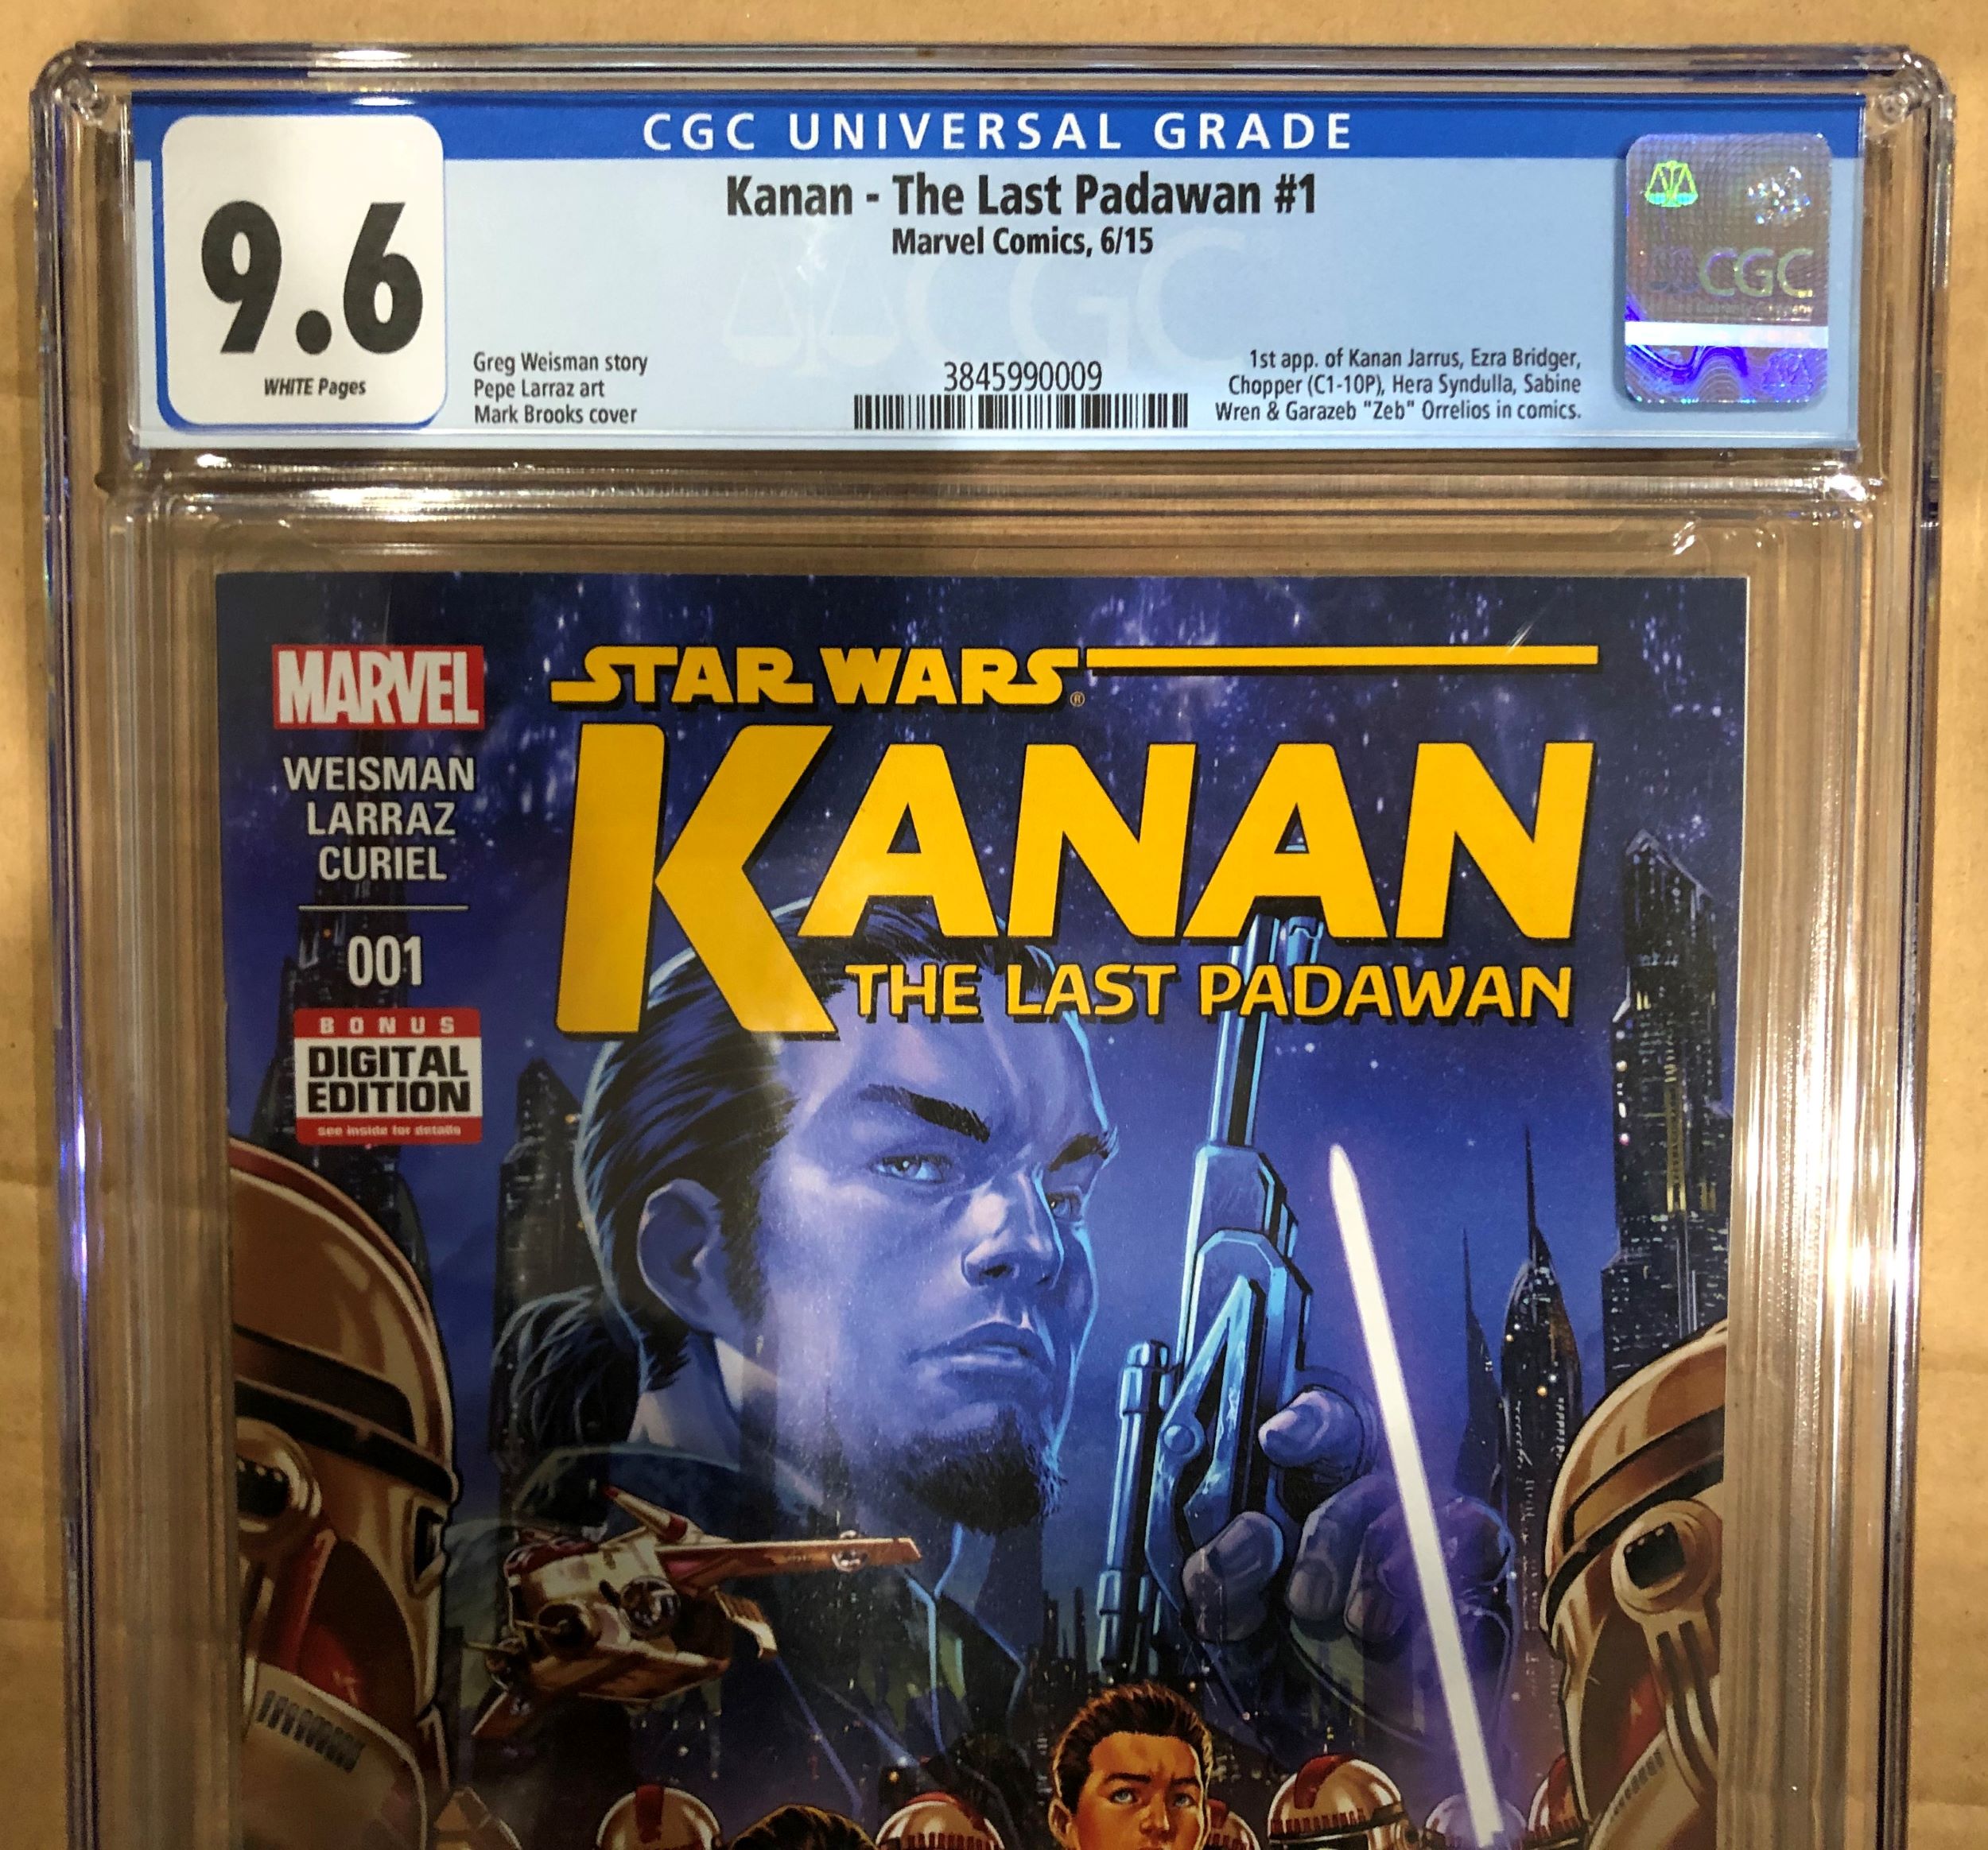 CGC UNIVERSAL GRADE
9.6
WHITE Pages
Kanan - The Last Padawan #1
Marvel Comics, 6/15
Greg Weisman story
Pepe Larraz art
Mark Brooks cover
3845990009
1st app. of Kanan Jarrus, Ezra Bridger,
Chopper (C1-10P), Hera Syndulla, Sabine
Wren & Garazeb "Zeb" Orrelios in comics.
CGC
CGC
MARVEL
WEISMAN
LARRAZ
CURIEL
001
BONUS
DIGITAL
EDITION
see inside for details
STAR WARS®
KANAN
THE LAST PADAWAN